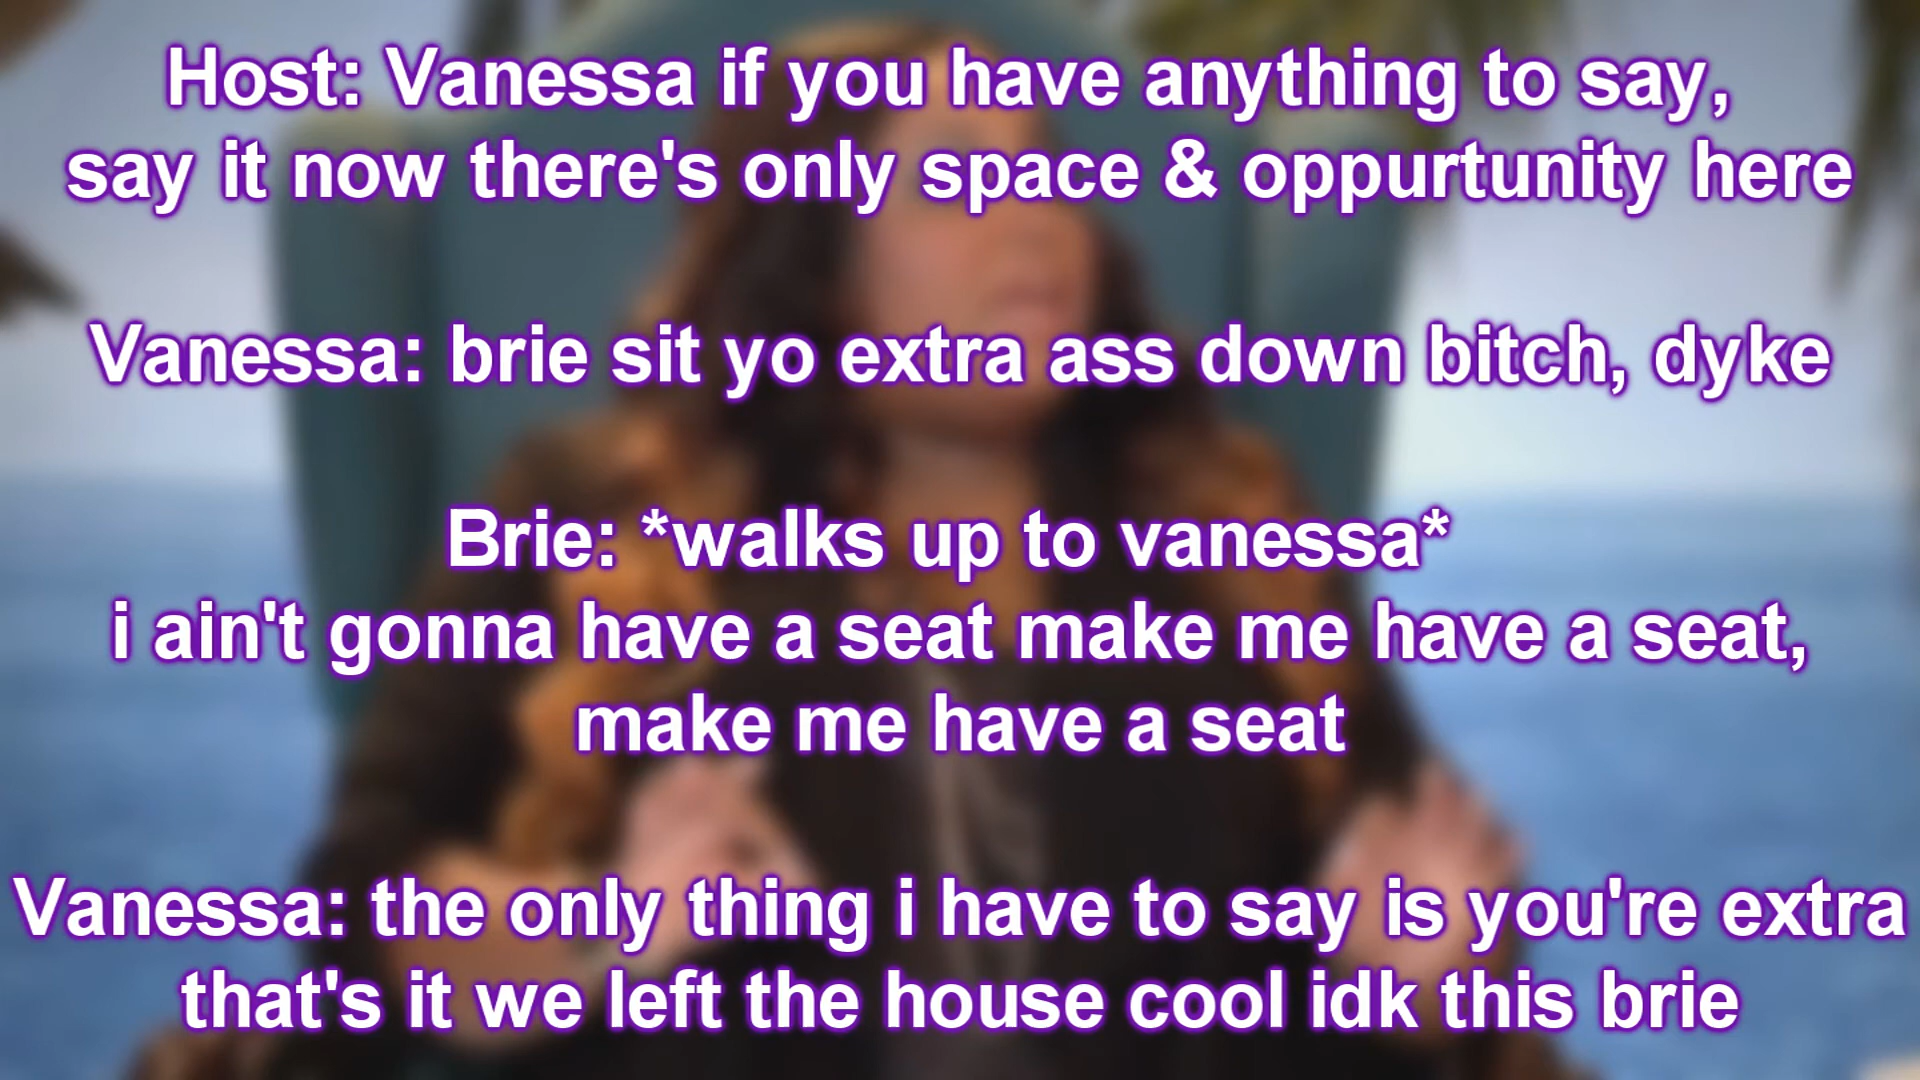 Host: Vanessa if you have anything to say,
say it now there's only space & oppurtunity here
Vanessa: brie sit yo extra ass down bitch, dyke
Brie: *walks up to vanessa*
i ain't gonna have a seat make me have a seat,
make me have a seat
Vanessa: the only thing i have to say is you're extra
that's it we left the house cool idk this brie